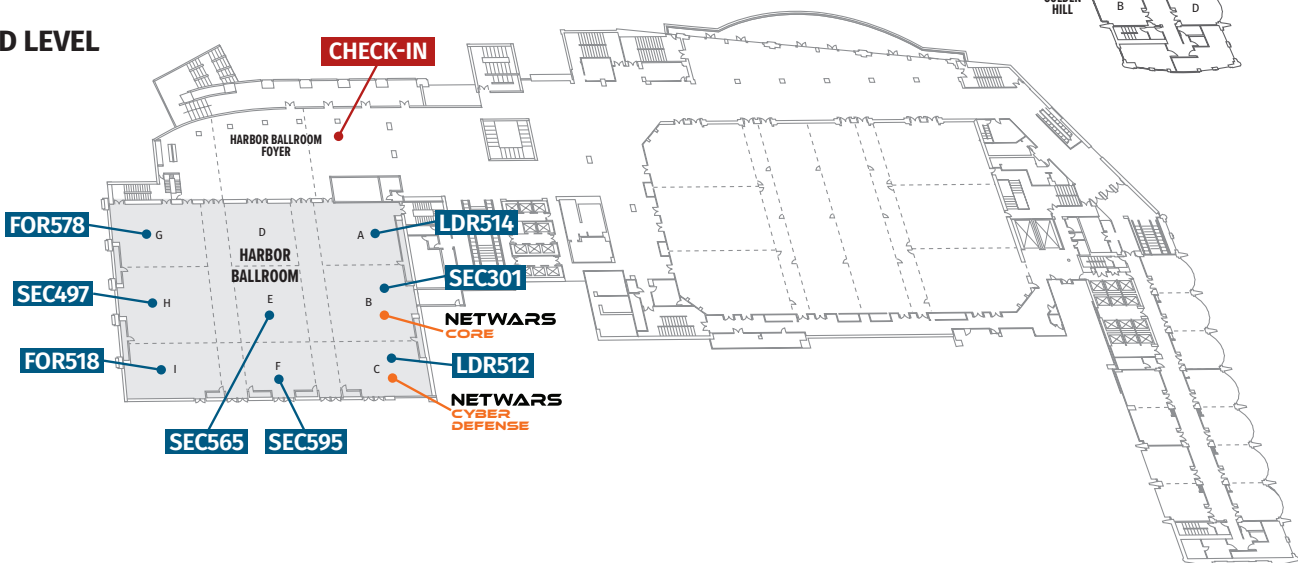 HILL
B
D
D LEVEL
CHECK-IN
HARBOR BALLROOM
FOYER
FOR578
G
D
A
LDR514
HARBOR
BALLROOM
SEC301
SEC497
H
E
B
NETWARS
CORE
FOR518
I
F
C
LDR512
NETWARS
CYBER
DEFENSE
SEC565
SEC595